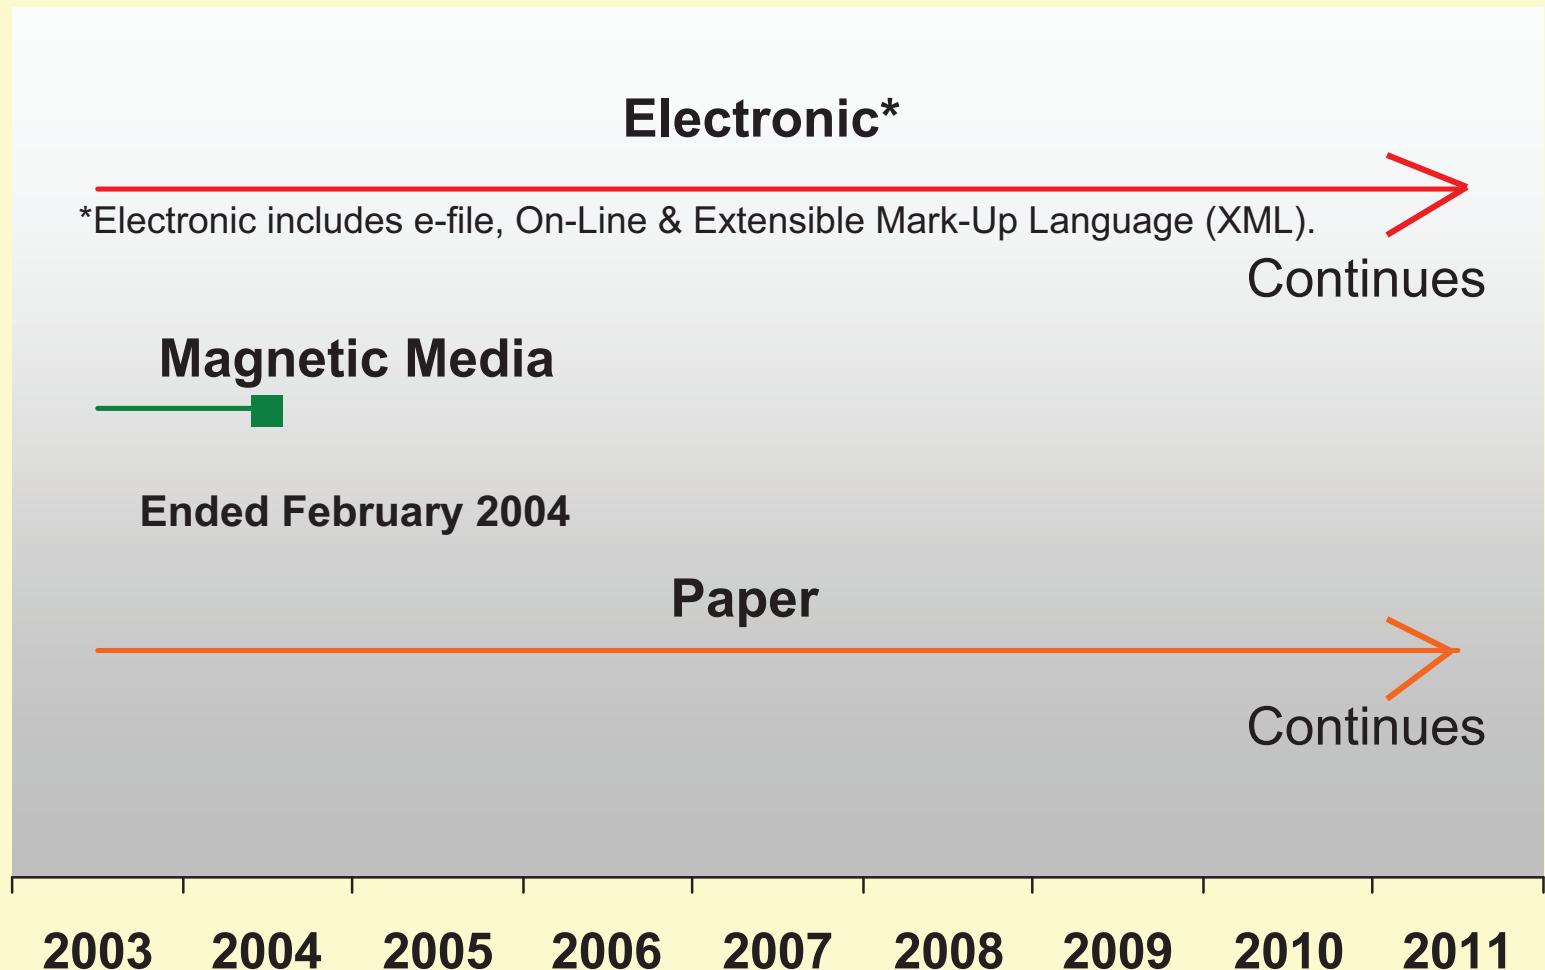 Electronic*
*Electronic includes e-file, On-Line & Extensible Mark-Up Language (XML).
Continues
Magnetic Media
Ended February 2004
Paper
Continues
2003 2004 2005 2006 2007 2008 2009 2010 2011